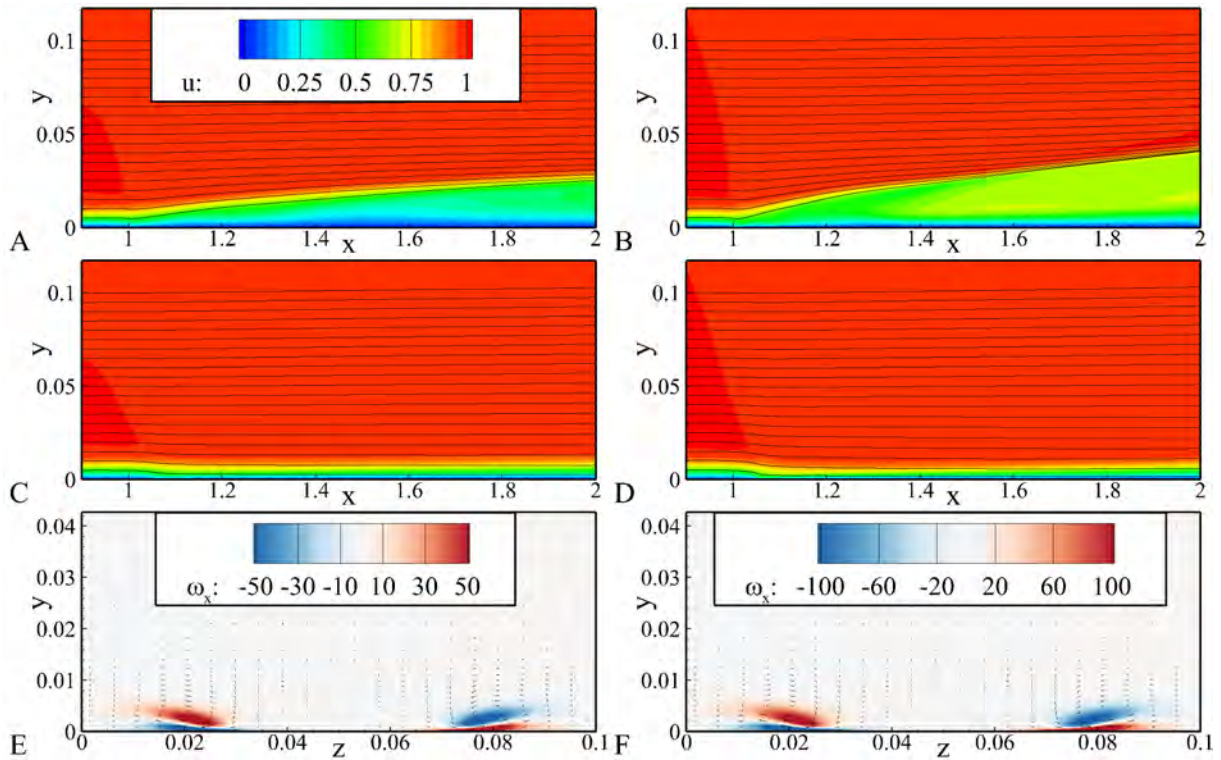 0.1
y
0.05
0
u: 0 0.25 0.5 0.75 1
A 1 1.2 1.4 x 1.6 1.8 2
0.1
y
0.05
0
B 1 1.2 1.4 x 1.6 1.8 2
0.1
y
0.05
0
C 1 1.2 1.4 x 1.6 1.8 2
0.1
y
0.05
0
D 1 1.2 1.4 x 1.6 1.8 2
0.04
0.03
y
0.02
0.01
0
ωx: -50 -30 -10 10 30 50
E 0 0.02 0.04 z 0.06 0.08 0.1
0.04
0.03
y
0.02
0.01
0
ωx: -100 -60 -20 20 60 100
F 0 0.02 0.04 z 0.06 0.08 0.1